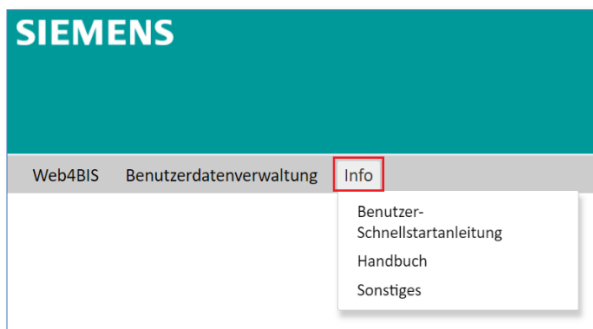 SIEMENS
Web4BIS Benutzerdatenverwaltung Info
Benutzer-
Schnellstartanleitung
Handbuch
Sonstiges